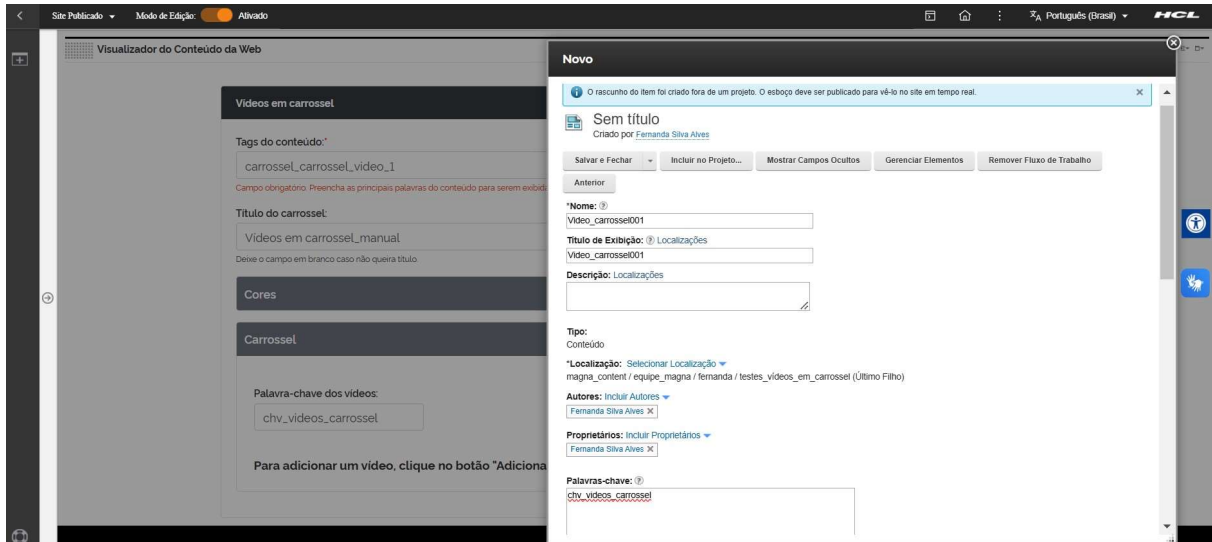 Site Publicado
Modo de Edição:
Ativado
Português (Brasil)
HCL
Visualizador do Conteúdo da Web
Vídeos em carrossel
Tags do conteúdo:*
carrossel_carrossel_video_1
Campo obrigatório. Preencha as principais palavras do conteúdo para serem exibid
Título do carrossel:
Vídeos em carrossel_manual
Deixe o campo em branco caso não queira título.
Cores
Carrossel
Palavra-chave dos vídeos:
chv_videos_carrossel
Para adicionar um vídeo, clique no botão "Adiciona
Novo
O rascunho do item foi criado fora de um projeto. O esboço deve ser publicado para vê-lo no site em tempo real.
Sem título
Criado por Fernanda Silva Alves
Salvar e Fechar
Incluir no Projeto...
Mostrar Campos Ocultos
Gerenciar Elementos
Remover Fluxo de Trabalho
Anterior
*Nome:
Video_carrossel001
Título de Exibição: Localizações
Video_carrossel001
Descrição: Localizações
Tipo:
Conteúdo
*Localização: Selecionar Localização
magna_content / equipe_magna / fernanda / testes_vídeos_em_carrossel (Último Filho)
Autores: Incluir Autores
Fernanda Silva Alves
Proprietários: Incluir Proprietários
Fernanda Silva Alves
Palavras-chave:
chv_videos_carrossel